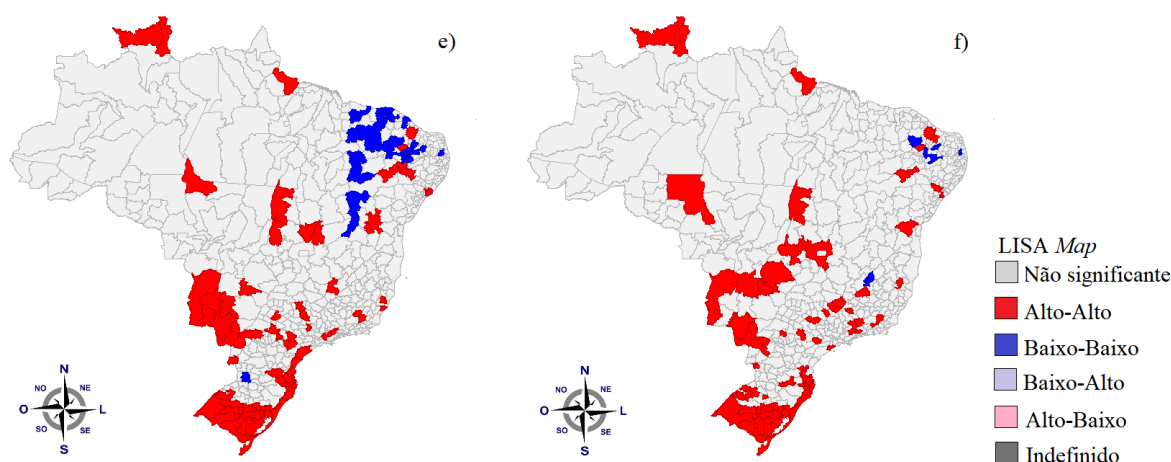 e)
f)
LISA Map
Não significante
Alto-Alto
Baixo-Baixo
Baixo-Alto
Alto-Baixo
Indefinido
N
NO NE
O L
SO SE
S
N
NO NE
O L
SO SE
S